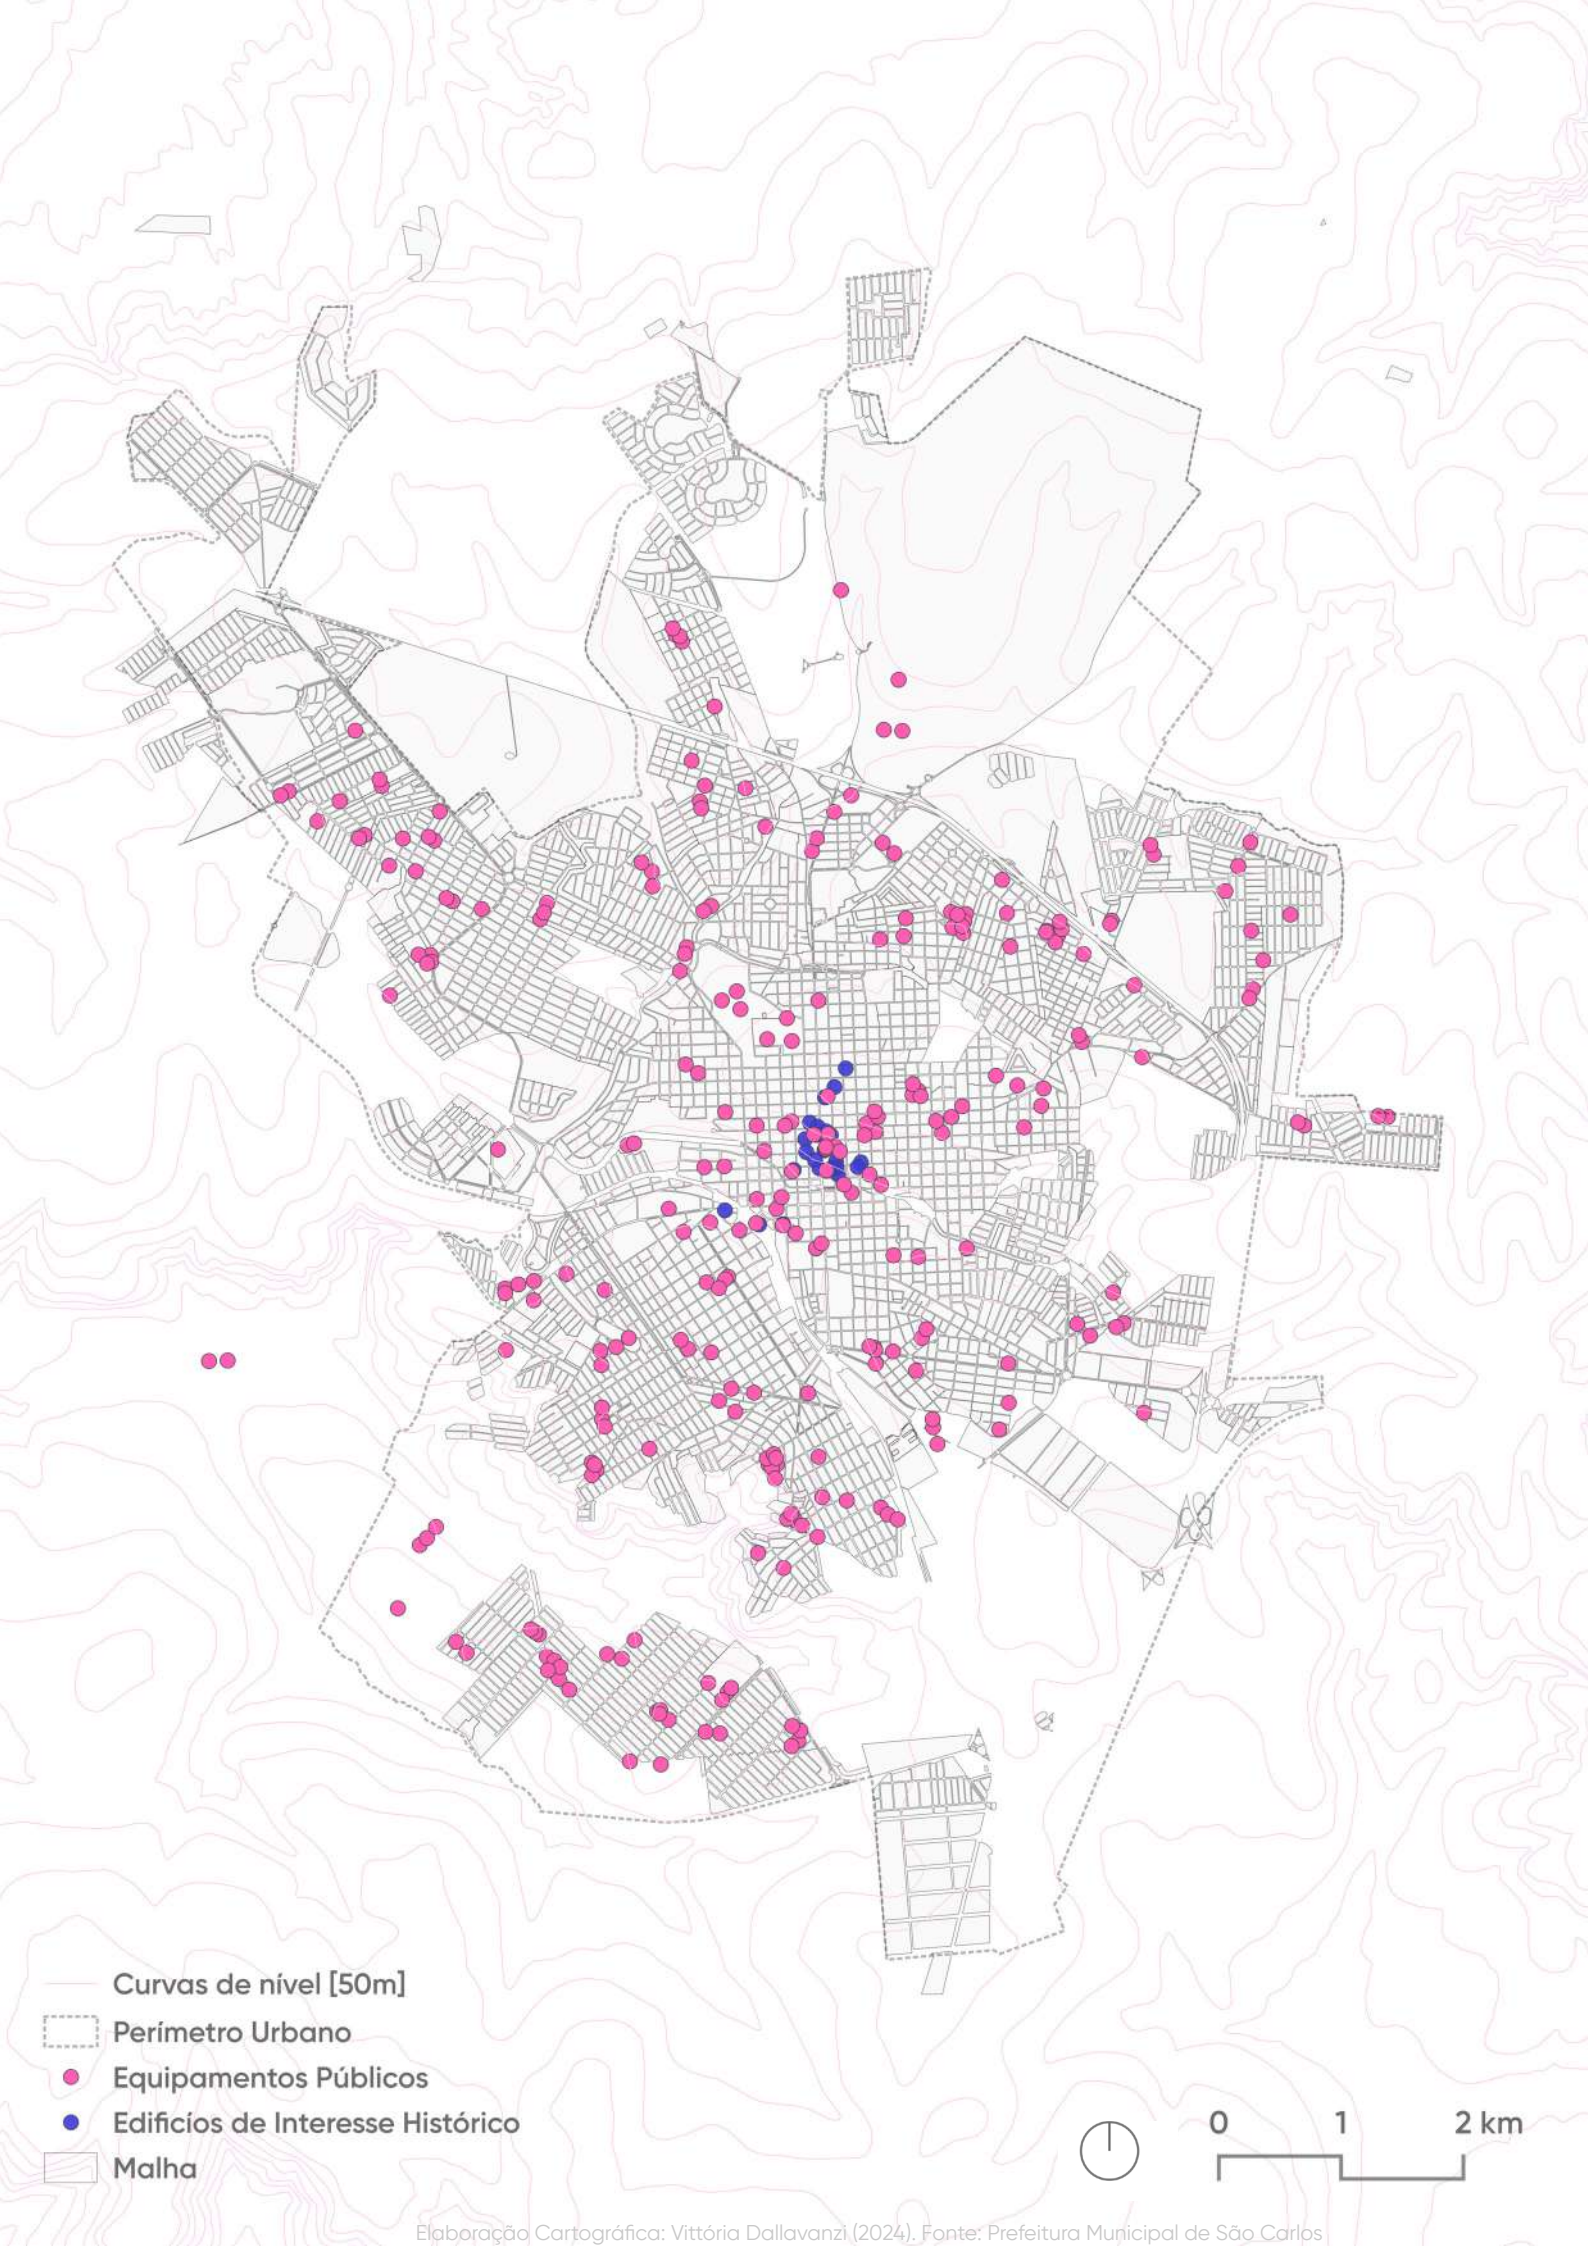 Curvas de nível [50m]
Perímetro Urbano
Equipamentos Públicos
Edificíos de Interesse Histórico
Malha
0 1 2 km
Elaboração Cartográfica: Vittória Dallavanzi (2024). Fonte: Prefeitura Municipal de São Carlos